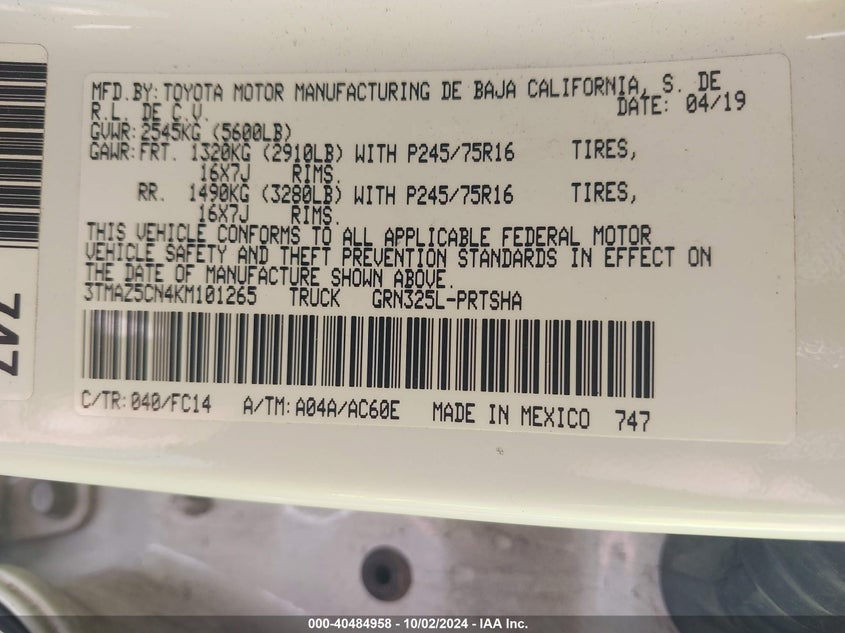 MFD.BY: TOYOTA MOTOR MANUFACTURING DE BAJA CALIFORNIA, S. DE
R.L. DE C.V. DATE: 04/19
GVWR: 2545KG (5600LB)
GAWR: FRT. 1320KG (2910LB) WITH P245/75R16 TIRES,
16X7J RIMS.
RR. 1490KG (3280LB) WITH P245/75R16 TIRES,
16X7J RIMS.
THIS VEHICLE CONFORMS TO ALL APPLICABLE FEDERAL MOTOR
VEHICLE SAFETY AND THEFT PREVENTION STANDARDS IN EFFECT ON
THE DATE OF MANUFACTURE SHOWN ABOVE.
3TMAZ5CN4KM101265 TRUCK GRN325L-PRTSHA
C/TR: 040/FC14 A/TM: A04A/AC60E MADE IN MEXICO 747
747
000-40484958 - 10/02/2024 - IAA Inc.